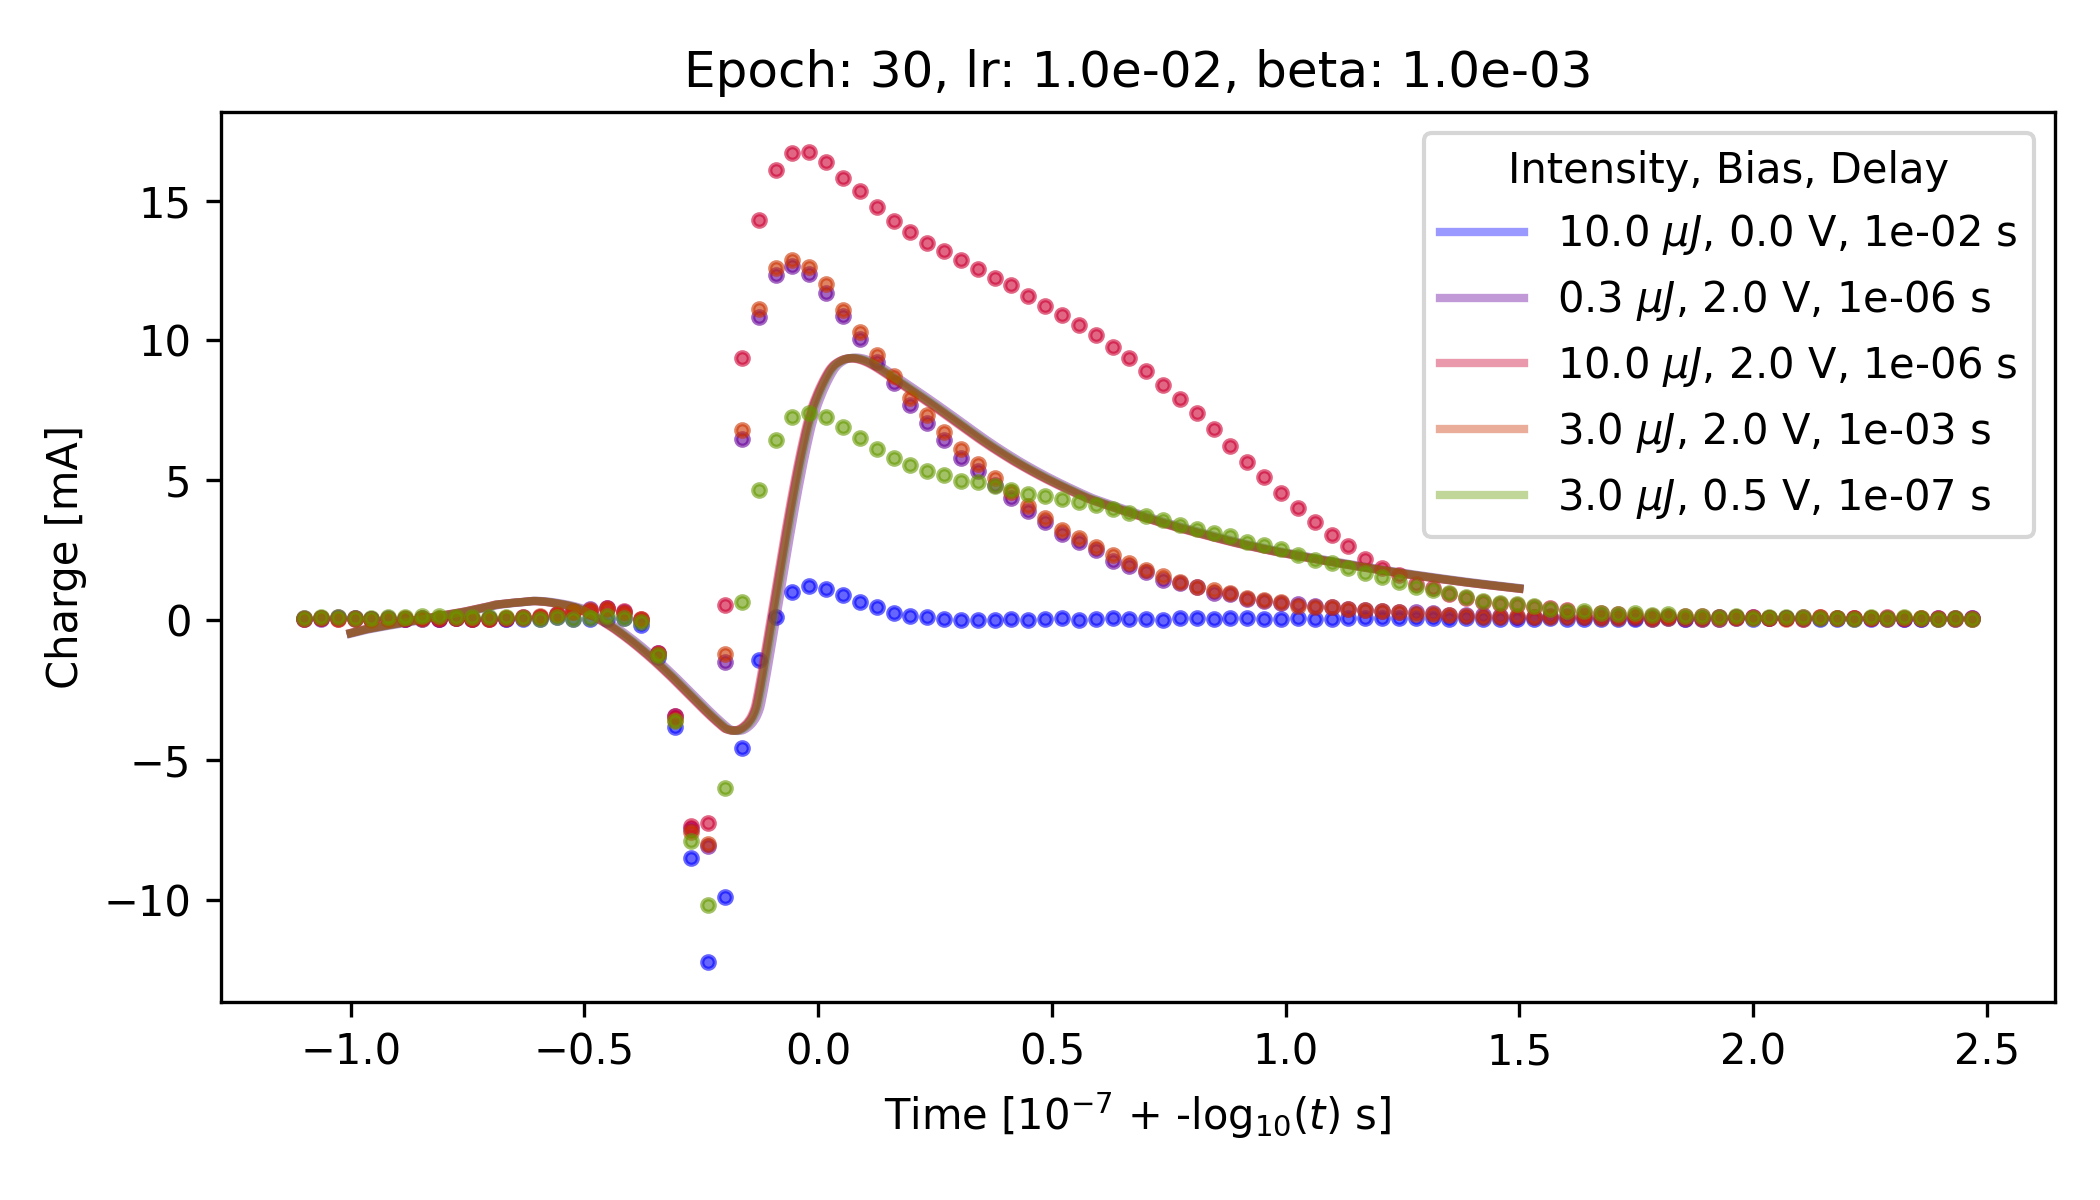 Epoch: 30, lr: 1.0e-02, beta: 1.0e-03
Charge [mA]
15
10
5
0
−5
−10
Intensity, Bias, Delay
10.0 μJ, 0.0 V, 1e-02 s
0.3 μJ, 2.0 V, 1e-06 s
10.0 μJ, 2.0 V, 1e-06 s
3.0 μJ, 2.0 V, 1e-03 s
3.0 μJ, 0.5 V, 1e-07 s
−1.0 −0.5 0.0 0.5 1.0 1.5 2.0 2.5
Time [10⁻⁷ + -log₁₀(t) s]